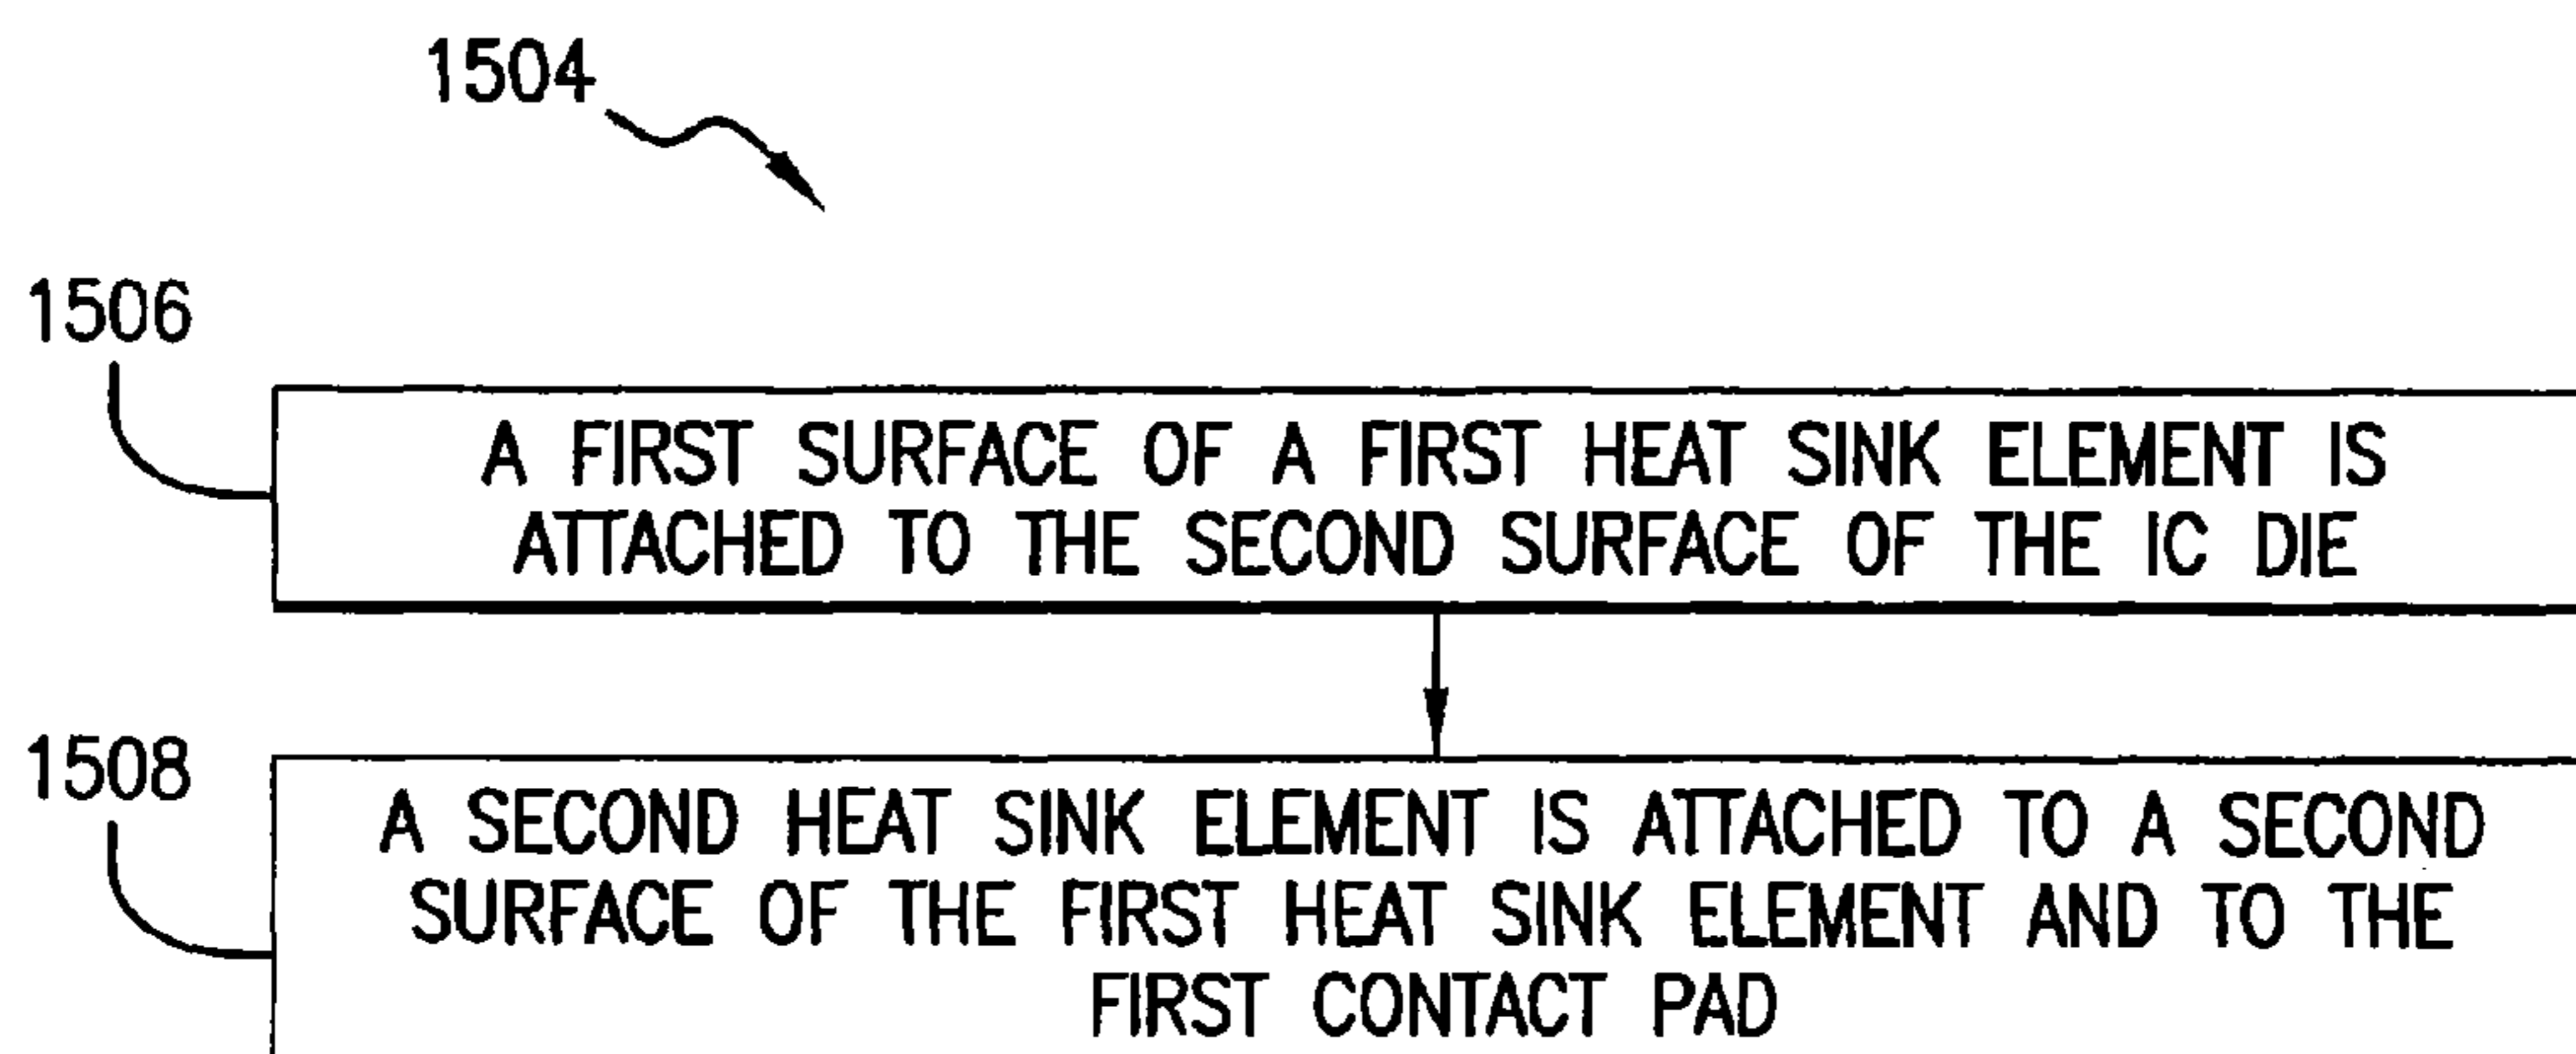 1504
1506
A FIRST SURFACE OF A FIRST HEAT SINK ELEMENT IS
ATTACHED TO THE SECOND SURFACE OF THE IC DIE
1508
A SECOND HEAT SINK ELEMENT IS ATTACHED TO A SECOND
SURFACE OF THE FIRST HEAT SINK ELEMENT AND TO THE
FIRST CONTACT PAD